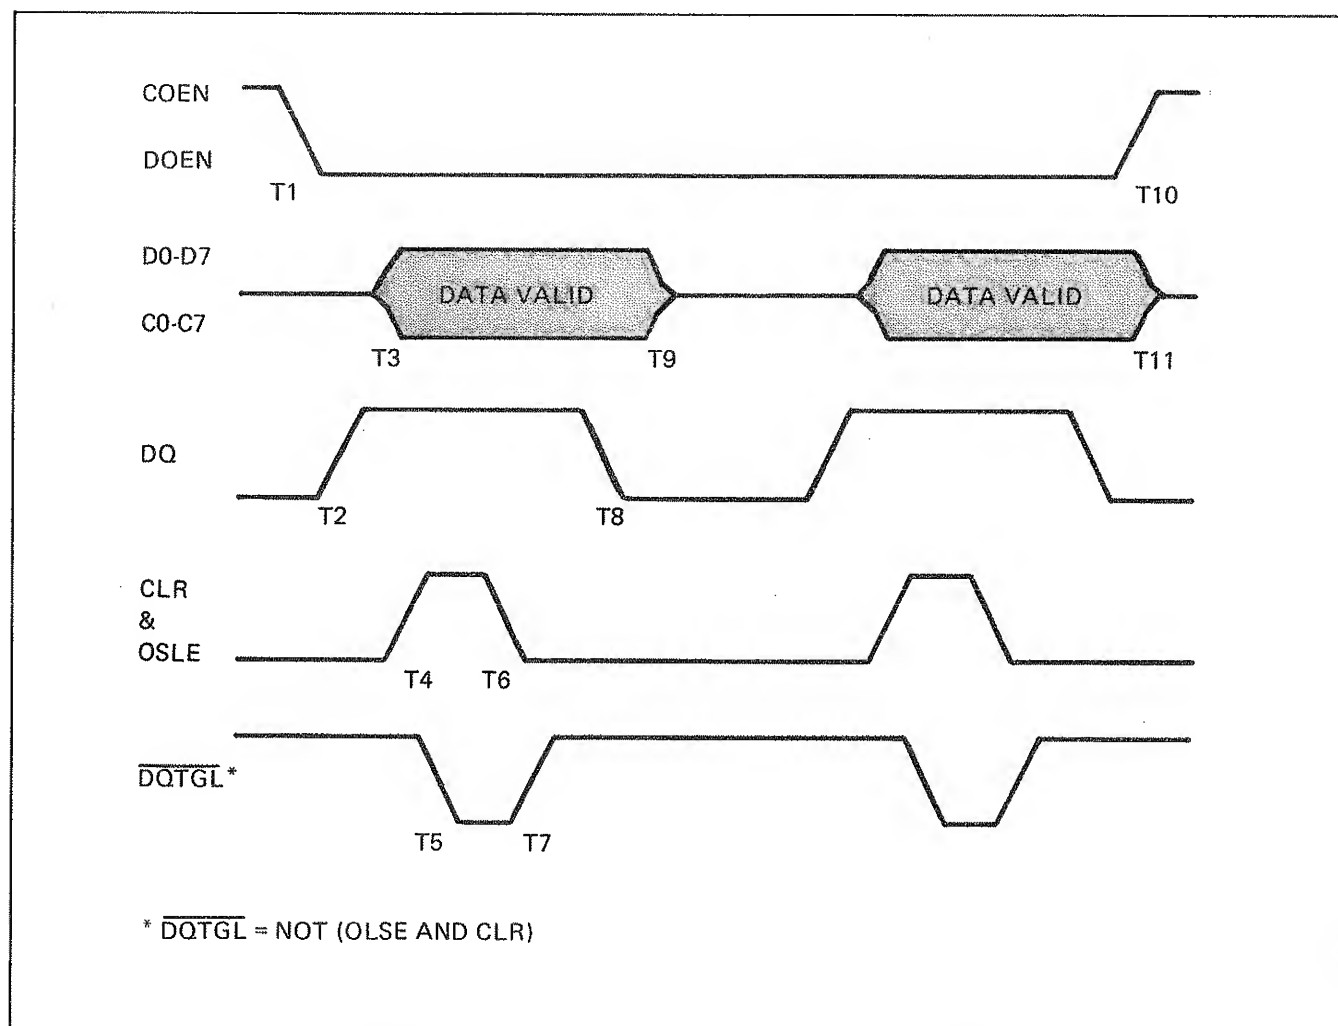 COEN
DOEN
T1
T10
D0-D7
DATA VALID
DATA VALID
C0-C7
T3
T9
T11
DQ
T2
T8
CLR
&
OSLE
T4
T6
DQTGL*
T5
T7
* DQTGL = NOT (OLSE AND CLR)